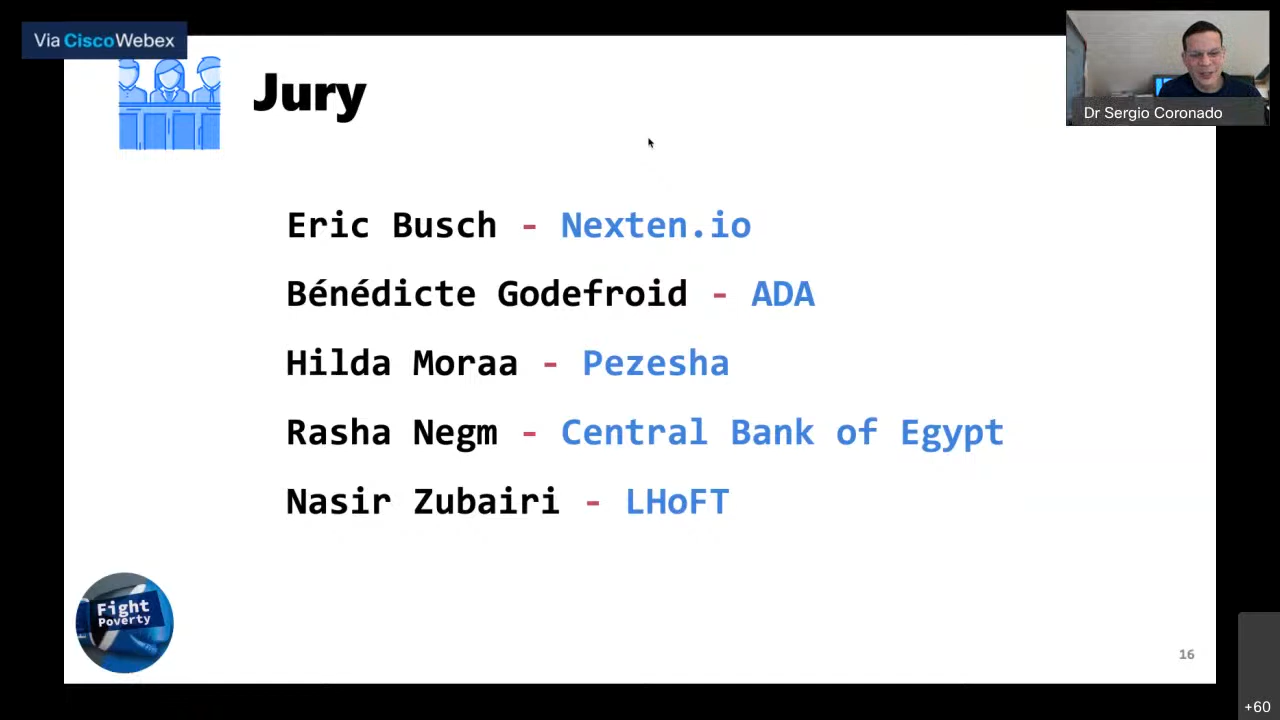 Via CiscoWebex
Jury
Dr Sergio Coronado
Eric Busch - Nexten.io
Bénédicte Godefroid - ADA
Hilda Moraa - Pezesha
Rasha Negm - Central Bank of Egypt
Nasir Zubairi - LHoFT
Fight
Poverty
16
+60